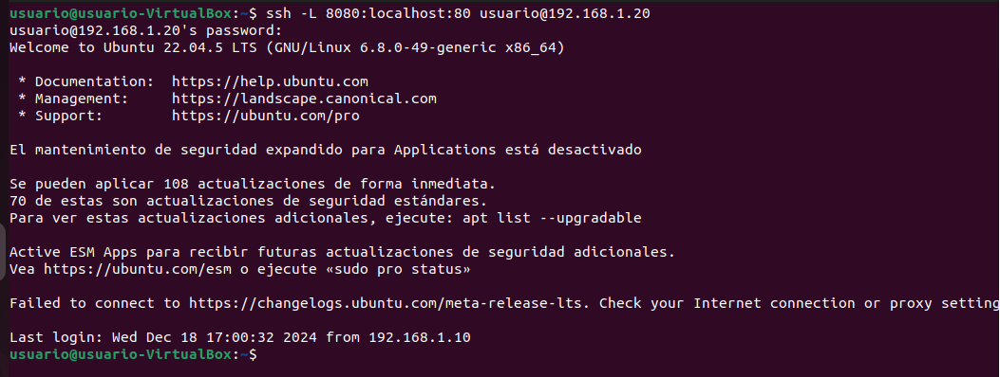 usuario@usuario-VirtualBox:~$ ssh -L 8080:localhost:80 usuario@192.168.1.20
usuario@192.168.1.20's password:
Welcome to Ubuntu 22.04.5 LTS (GNU/Linux 6.8.0-49-generic x86_64)
* Documentation:  https://help.ubuntu.com
* Management:     https://landscape.canonical.com
* Support:        https://ubuntu.com/pro
El mantenimiento de seguridad expandido para Applications está desactivado
Se pueden aplicar 108 actualizaciones de forma inmediata.
70 de estas son actualizaciones de seguridad estándares.
Para ver estas actualizaciones adicionales, ejecute: apt list --upgradable
Active ESM Apps para recibir futuras actualizaciones de seguridad adicionales.
Vea https://ubuntu.com/esm o ejecute «sudo pro status»
Failed to connect to https://changelogs.ubuntu.com/meta-release-lts. Check your Internet connection or proxy setting
Last login: Wed Dec 18 17:00:32 2024 from 192.168.1.10
usuario@usuario-VirtualBox:~$